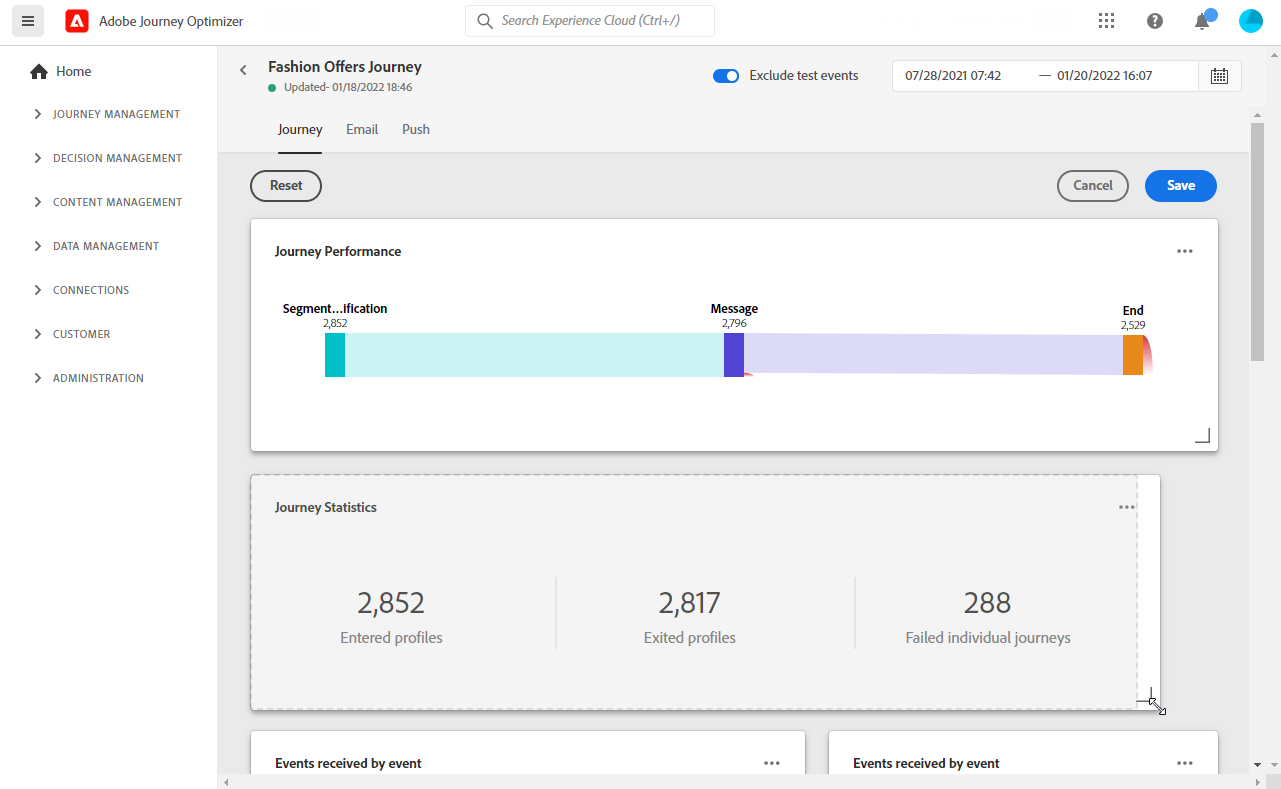 Adobe Journey Optimizer
Search Experience Cloud (Ctrl+/)
Home
JOURNEY MANAGEMENT
DECISION MANAGEMENT
CONTENT MANAGEMENT
DATA MANAGEMENT
CONNECTIONS
CUSTOMER
ADMINISTRATION
Fashion Offers Journey
Updated- 01/18/2022 18:46
Exclude test events
07/28/2021 07:42 — 01/20/2022 16:07
Journey Email Push
Reset Cancel Save
Journey Performance
Segment...ification
2,852
Message
2,796
End
2,529
Journey Statistics
2,852
Entered profiles
2,817
Exited profiles
288
Failed individual journeys
Events received by event
Events received by event